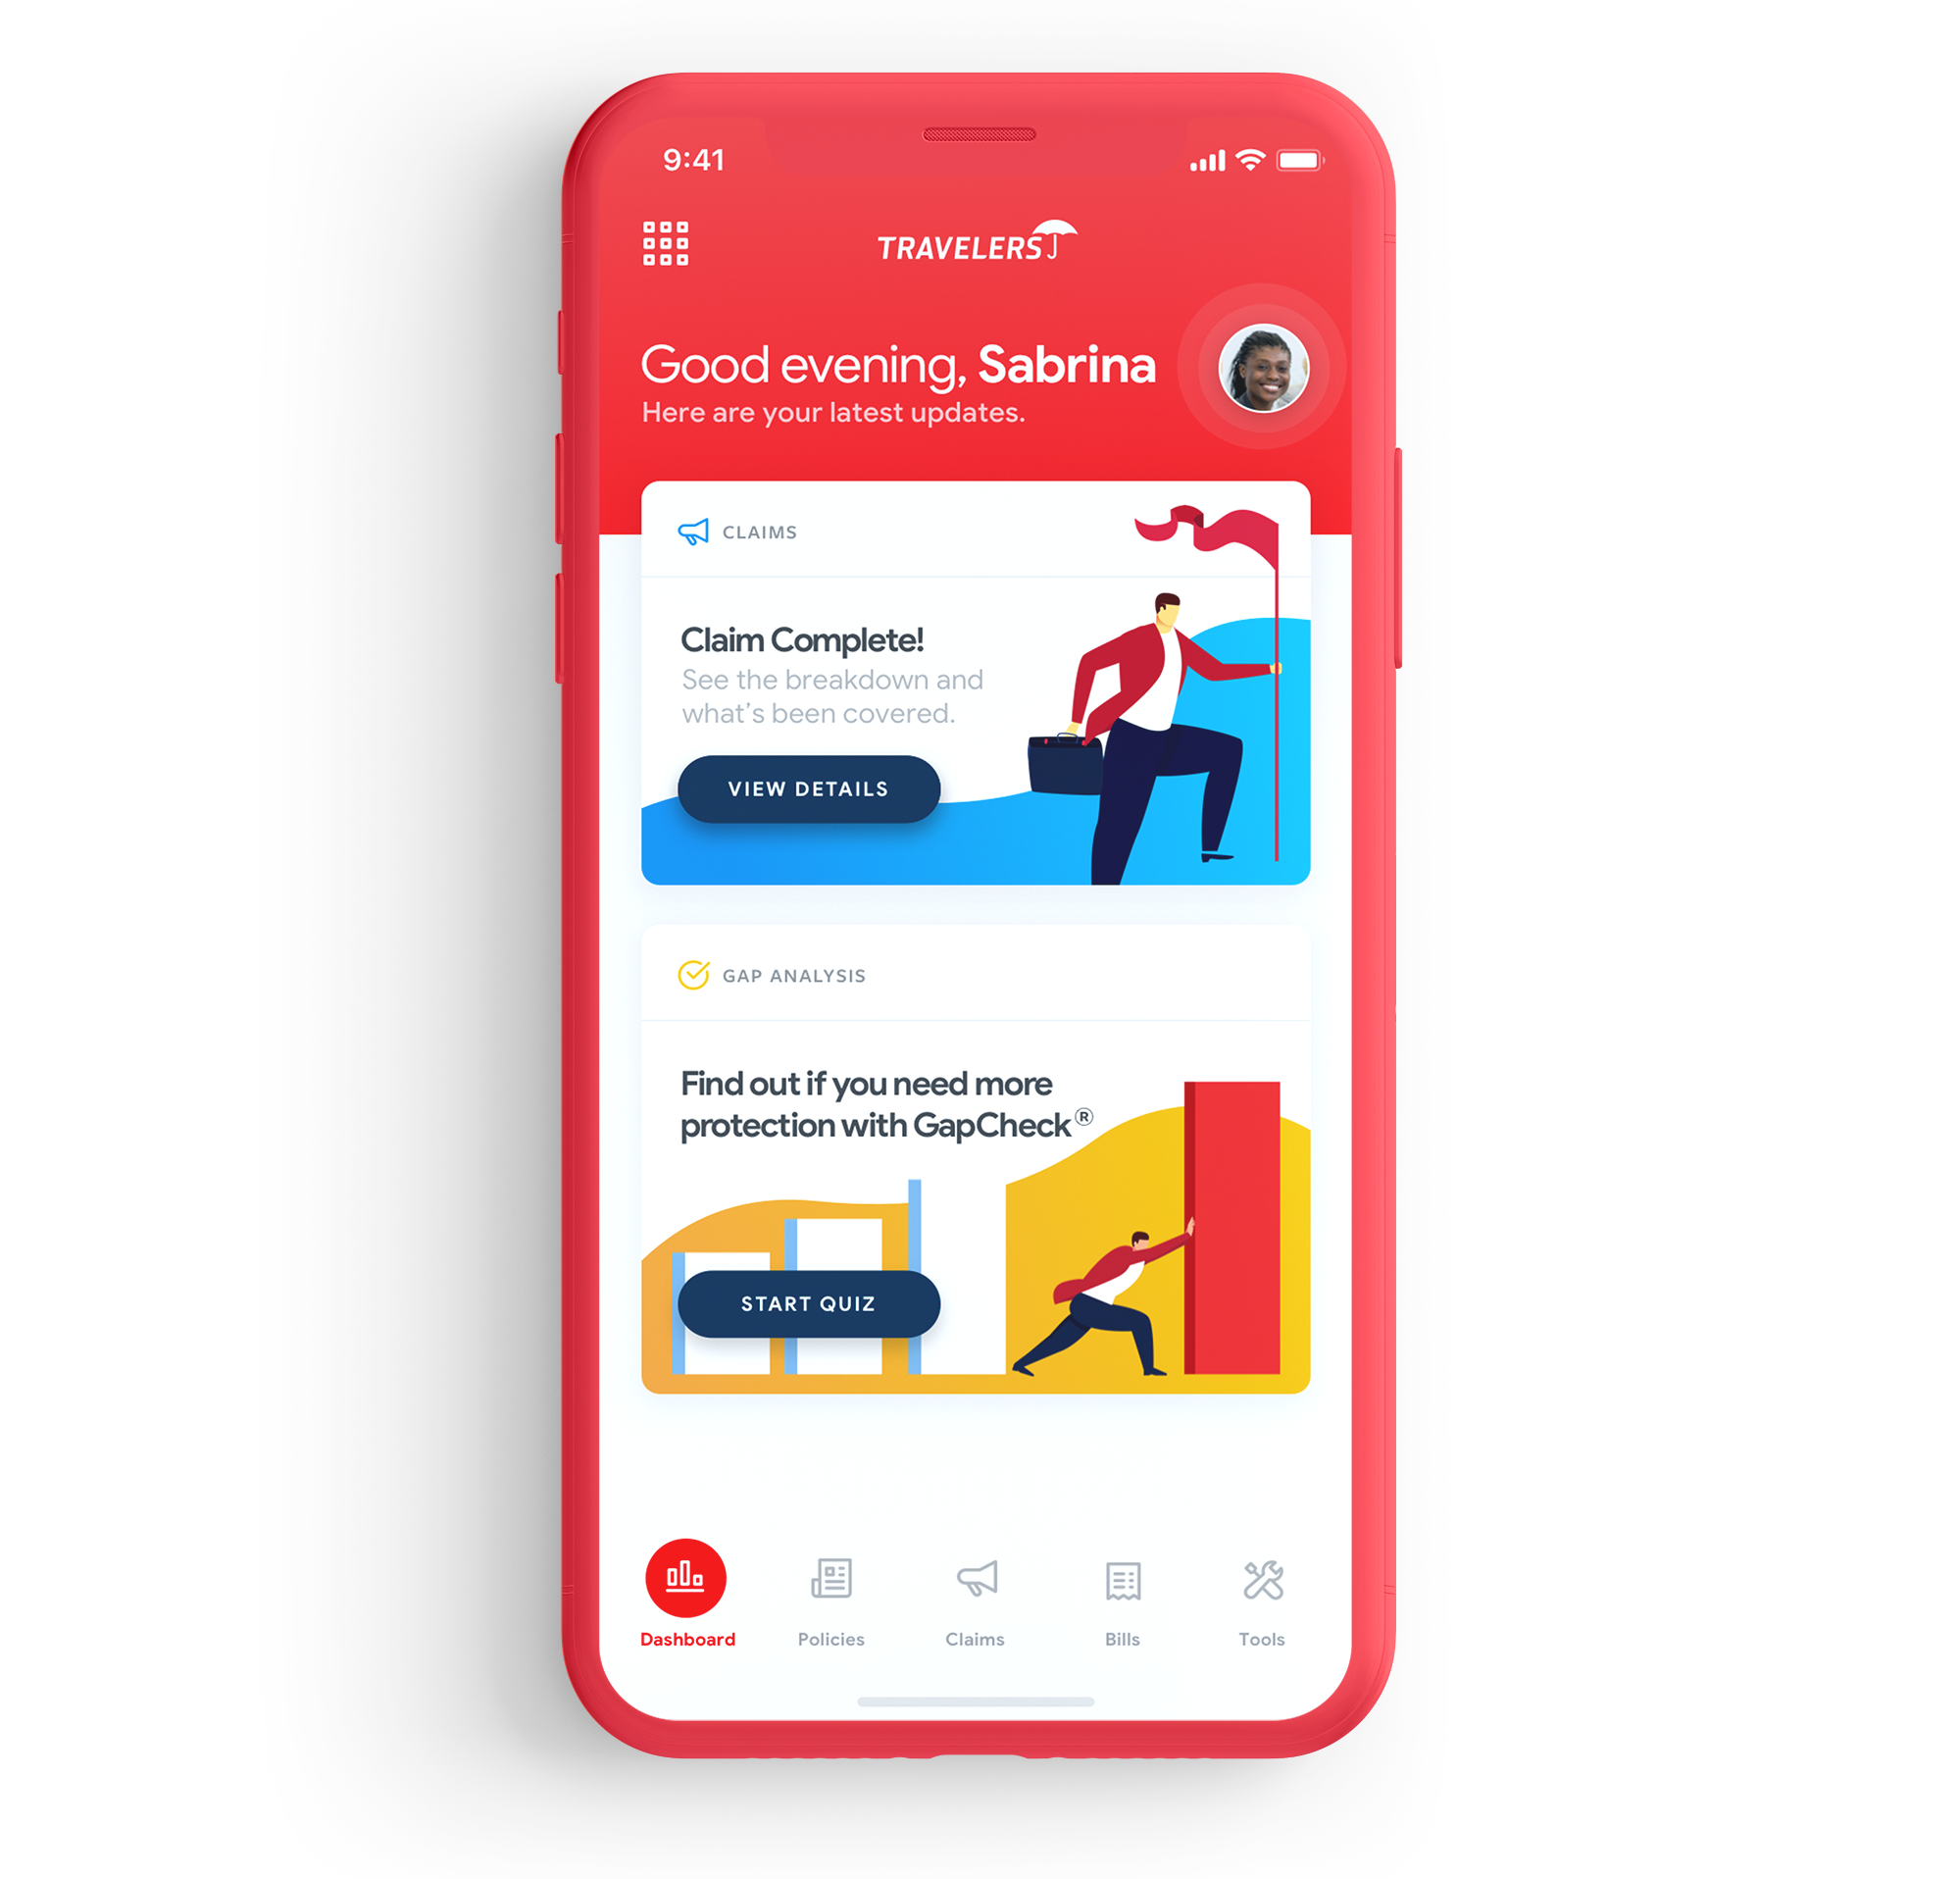 9:41
TRAVELERS
Good evening, Sabrina
Here are your latest updates.
CLAIMS
Claim Complete!
See the breakdown and
what’s been covered.
VIEW DETAILS
GAP ANALYSIS
Find out if you need more
protection with GapCheck®
START QUIZ
Dashboard Policies Claims Bills Tools